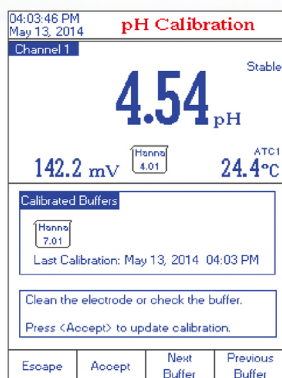 04:03:46 PM
May 13, 2014
pH Calibration
Channel 1
Stable
4.54 pH
142.2 mV
Hanna
4.01
ATC1
24.4°C
Calibrated Buffers
Hanna
7.01
Last Calibration: May 13, 2014 04:03 PM
Clean the electrode or check the buffer.
Press <Accept> to update calibration.
Escape
Accept
Next
Buffer
Previous
Buffer